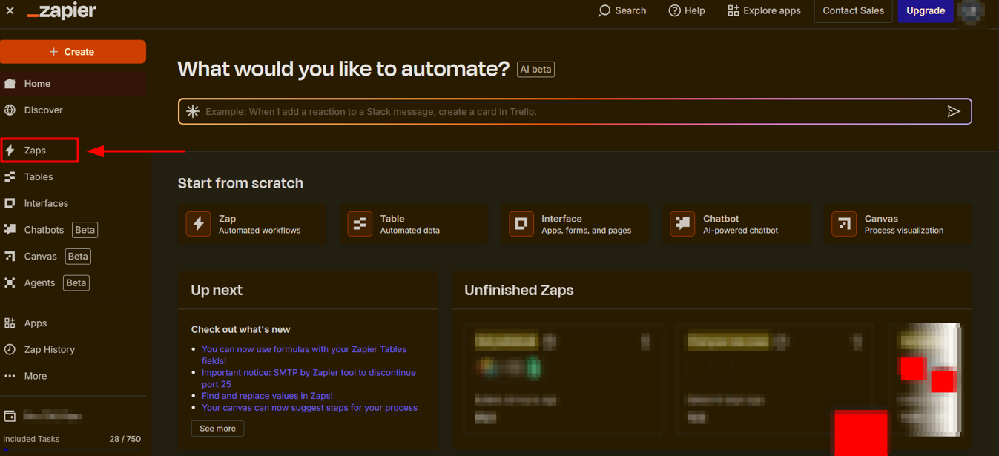 zapier
Search
Help
Explore apps
Contact Sales
Upgrade
Create
Home
Discover
Zaps
Tables
Interfaces
Chatbots Beta
Canvas Beta
Agents Beta
Apps
Zap History
More
Included Tasks 28 / 750
What would you like to automate? AI beta
Example: When I add a reaction to a Slack message, create a card in Trello.
Start from scratch
Zap
Automated workflows
Table
Automated data
Interface
Apps, forms, and pages
Chatbot
AI-powered chatbot
Canvas
Process visualization
Up next
Check out what's new
You can now use formulas with your Zapier Tables
fields!
Important notice: SMTP by Zapier tool to discontinue
port 25
Find and replace values in Zaps!
Your canvas can now suggest steps for your process
See more
Unfinished Zaps